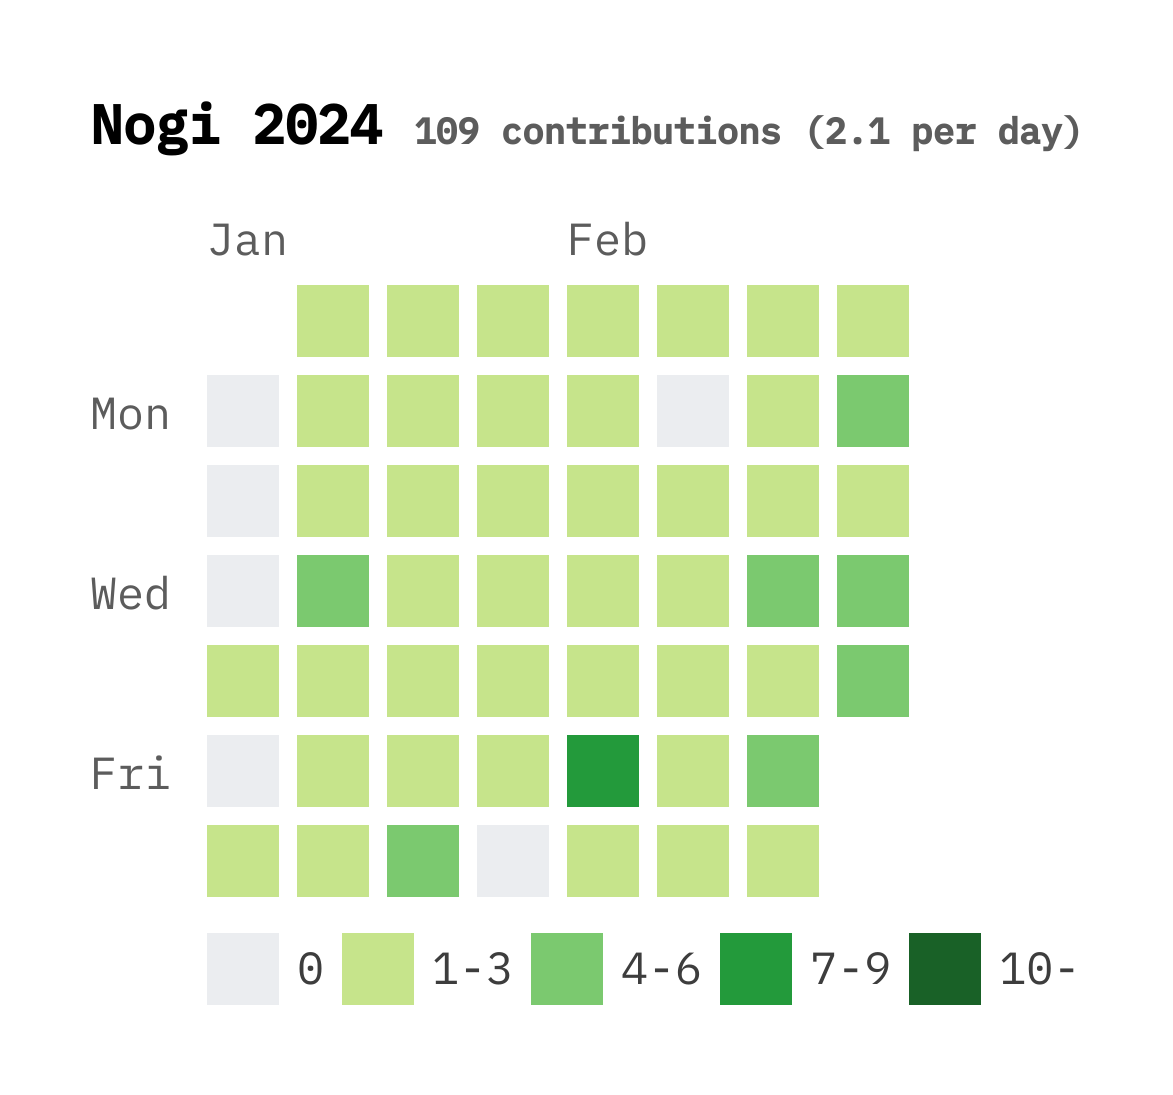 Nogi 2024 109 contributions (2.1 per day)
Jan Feb
Mon
Wed
Fri
0 1-3 4-6 7-9 10-